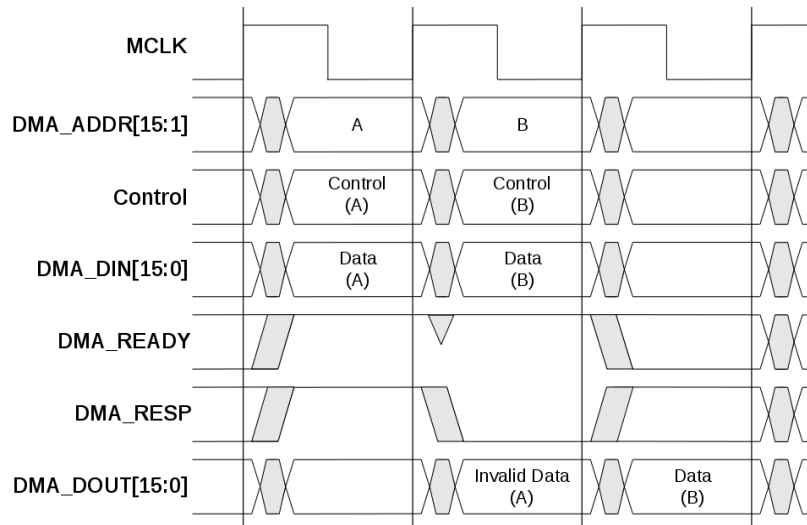 MCLK
DMA_ADDR[15:1]
A
B
Control
Control
(A)
Control
(B)
DMA_DIN[15:0]
Data
(A)
Data
(B)
DMA_READY
DMA_RESP
DMA_DOUT[15:0]
Invalid Data
(A)
Data
(B)